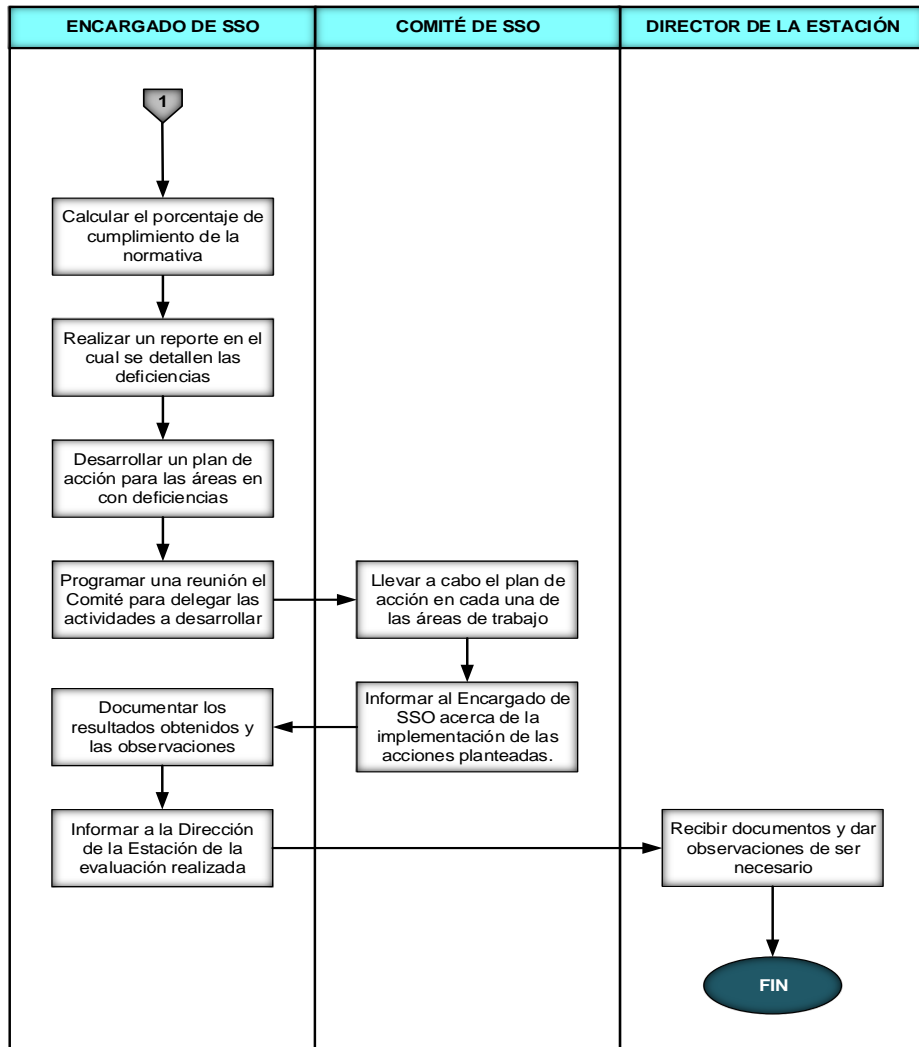 ENCARGADO DE SSO
COMITÉ DE SSO
DIRECTOR DE LA ESTACIÓN
1
Calcular el porcentaje de
cumplimiento de la
normativa
Realizar un reporte en el
cual se detallen las
deficiencias
Desarrollar un plan de
acción para las áreas en
con deficiencias
Programar una reunión el
Comité para delegar las
actividades a desarrollar
Llevar a cabo el plan de
acción en cada una de
las áreas de trabajo
Informar al Encargado de
SSO acerca de la
implementación de las
acciones planteadas.
Documentar los
resultados obtenidos y
las observaciones
Informar a la Dirección
de la Estación de la
evaluación realizada
Recibir documentos y dar
observaciones de ser
necesario
FIN